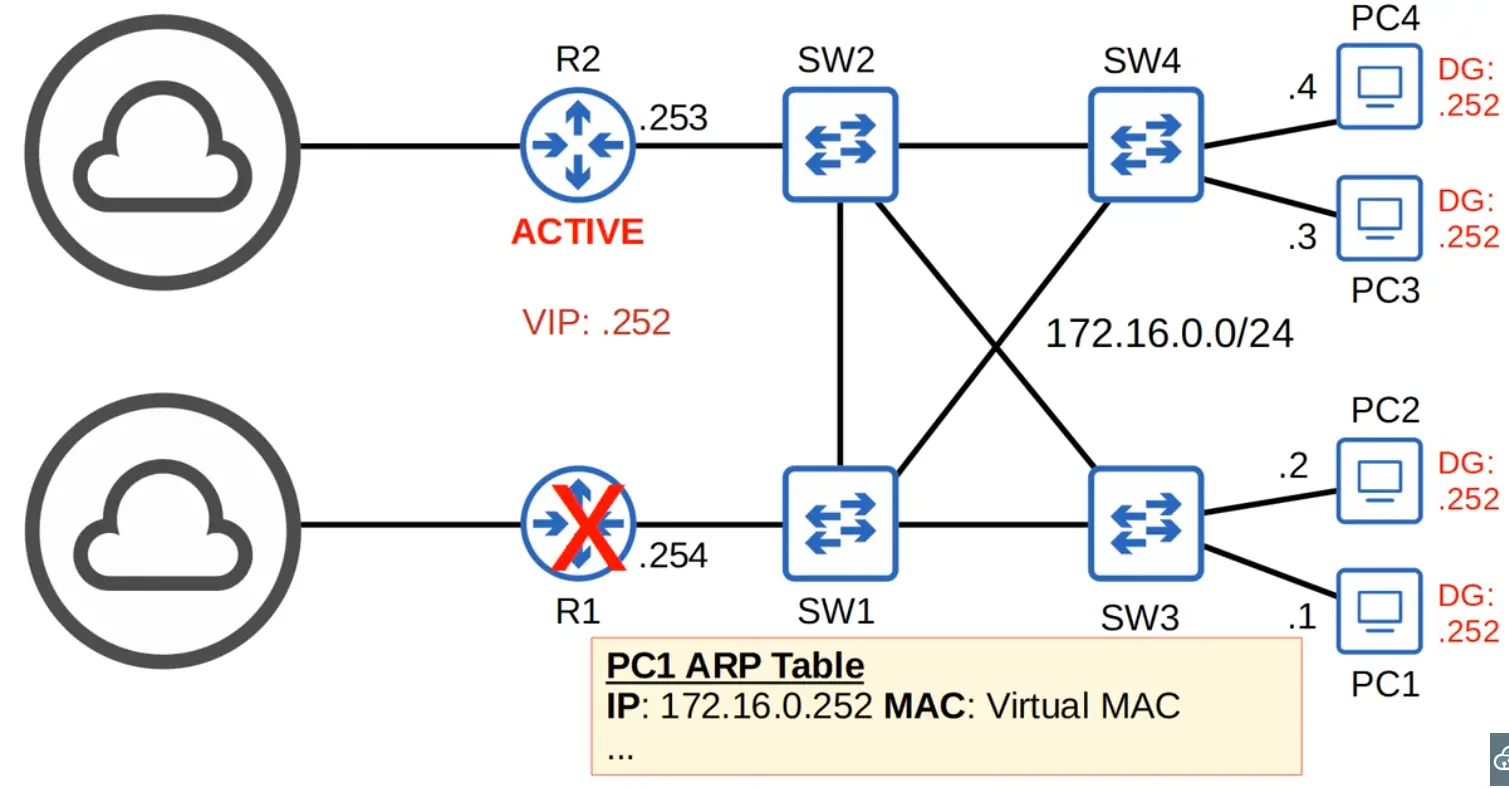 PC4
R2
SW2
SW4
DG:
.252
.4
.253
ACTIVE
DG:
.252
.3
PC3
VIP: .252
172.16.0.0/24
PC2
DG:
.252
.2
X
.254
R1
SW1
SW3
DG:
.252
.1
PC1
PC1 ARP Table
IP: 172.16.0.252 MAC: Virtual MAC
...